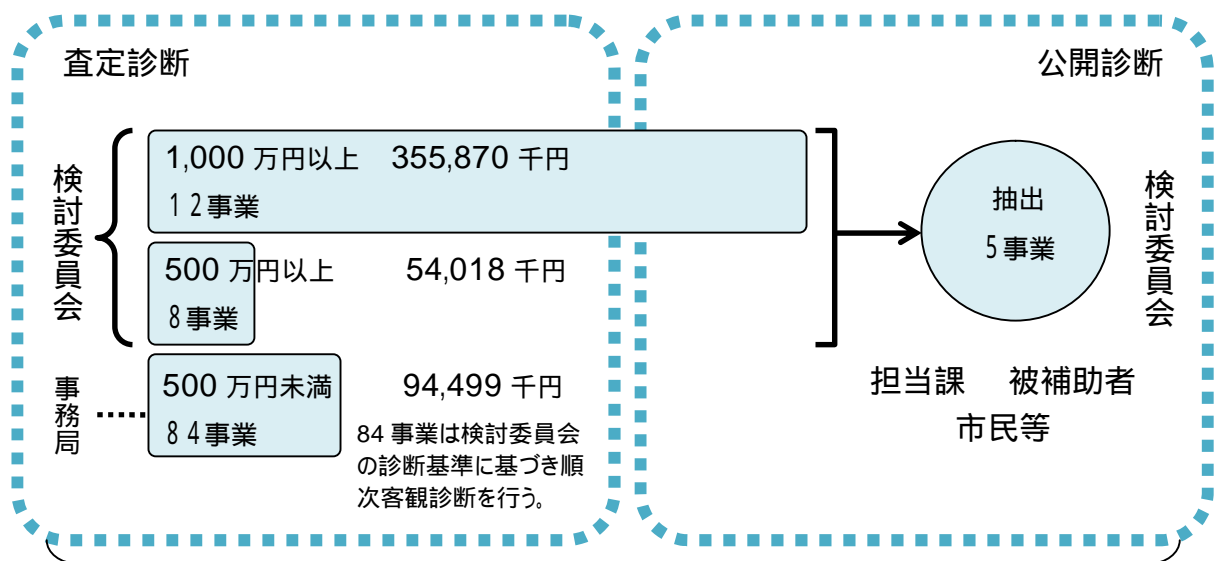 査定診断
検討委員会
1,000 万円以上 355,870 千円
12事業
500 万円以上 54,018 千円
8事業
事務局
500 万円未満 94,499 千円
84事業
84 事業は検討委員会
の診断基準に基づき順
次客観診断を行う。
公開診断
抽出
5事業
検討委員会
担当課 被補助者
市民等